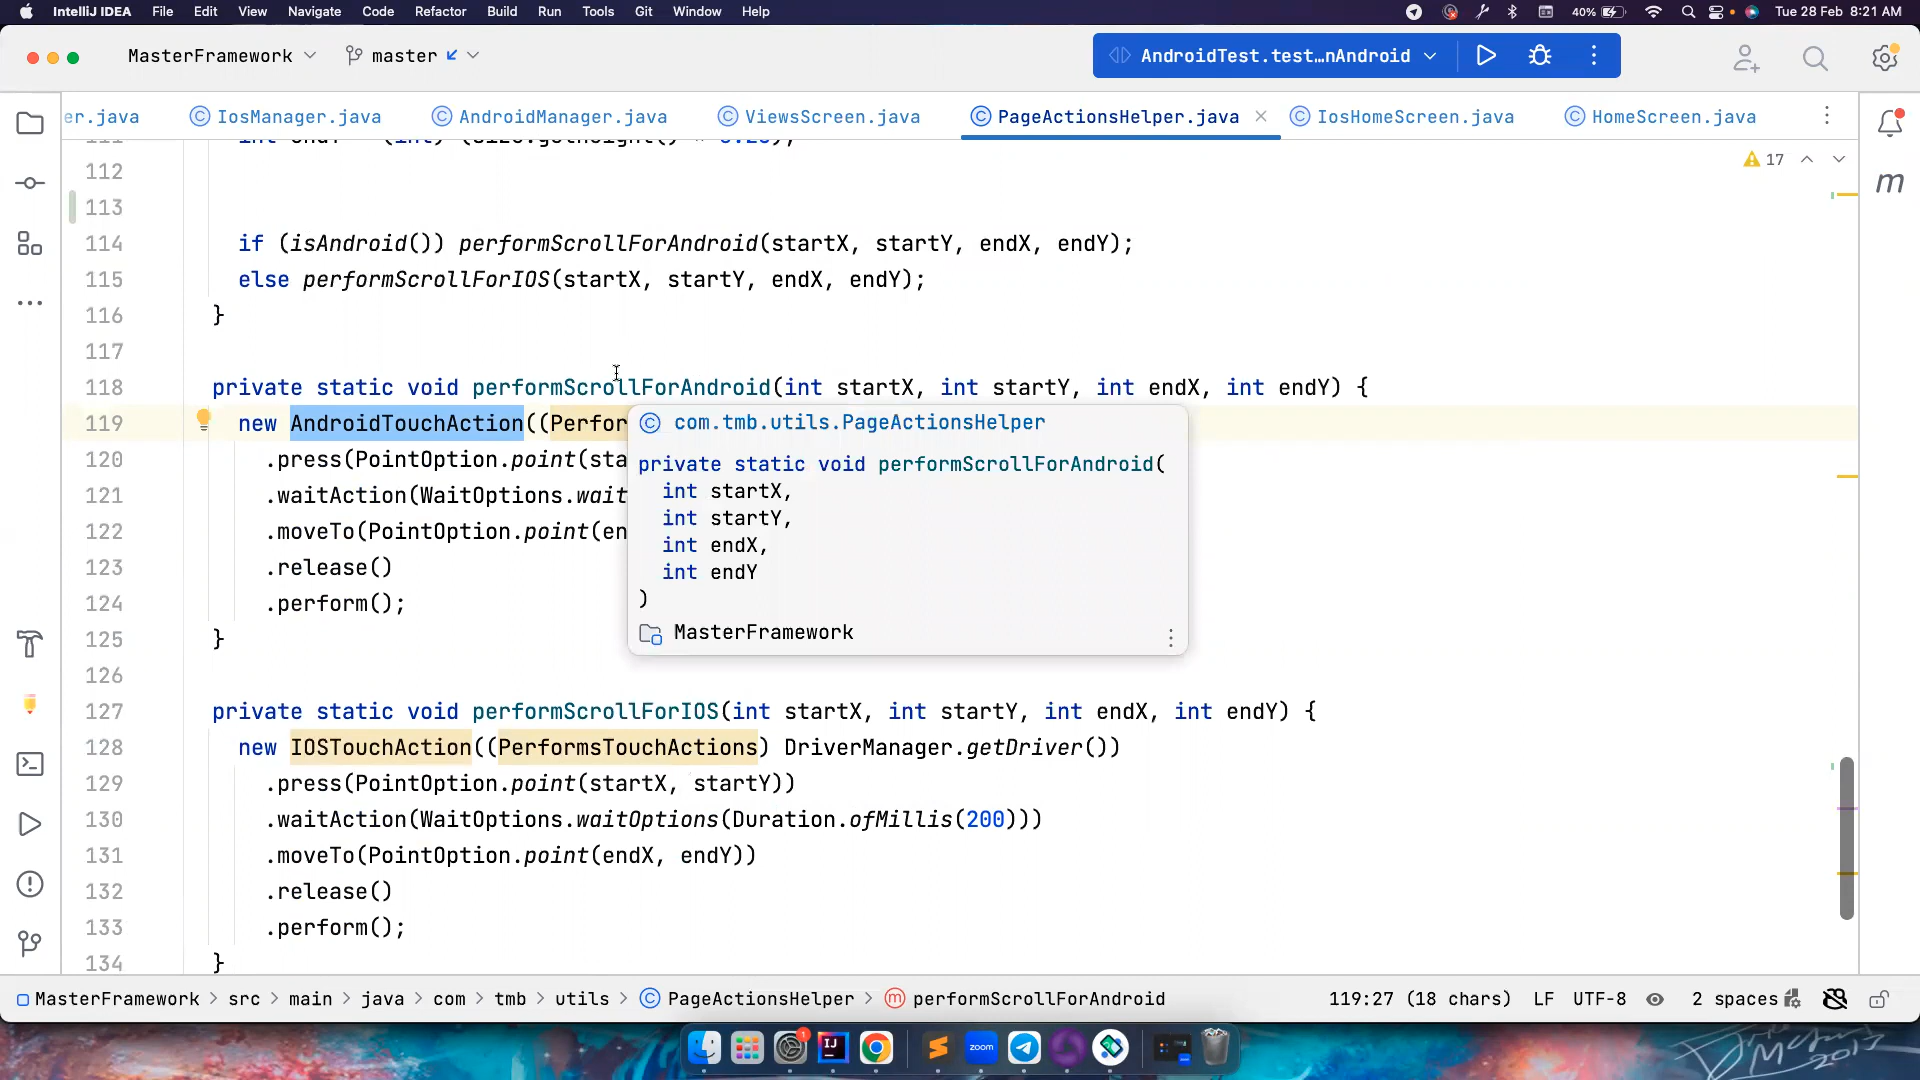 IntelliJ IDEA File Edit View Navigate Code Refactor Build Run Tools Git Window Help 40% Tue 28 Feb 8:21 AM
MasterFramework master AndroidTest.test…nAndroid
er.java IosManager.java AndroidManager.java ViewsScreen.java PageActionsHelper.java IosHomeScreen.java HomeScreen.java
17
112
113
114 if (isAndroid()) performScrollForAndroid(startX, startY, endX, endY);
115 else performScrollForIOS(startX, startY, endX, endY);
116 }
117
118 private static void performScrollForAndroid(int startX, int startY, int endX, int endY) {
119 new AndroidTouchAction((Perfor
120 .press(PointOption.point(sta
121 .waitAction(WaitOptions.wait
122 .moveTo(PointOption.point(en
123 .release()
124 .perform();
125 }
126
com.tmb.utils.PageActionsHelper
private static void performScrollForAndroid(
int startX,
int startY,
int endX,
int endY
)
MasterFramework
127 private static void performScrollForIOS(int startX, int startY, int endX, int endY) {
128 new IOSTouchAction((PerformsTouchActions) DriverManager.getDriver())
129 .press(PointOption.point(startX, startY))
130 .waitAction(WaitOptions.waitOptions(Duration.ofMillis(200)))
131 .moveTo(PointOption.point(endX, endY))
132 .release()
133 .perform();
134 }
MasterFramework > src > main > java > com > tmb > utils > PageActionsHelper > performScrollForAndroid 119:27 (18 chars) LF UTF-8 2 spaces
1 IJ zoom
2017